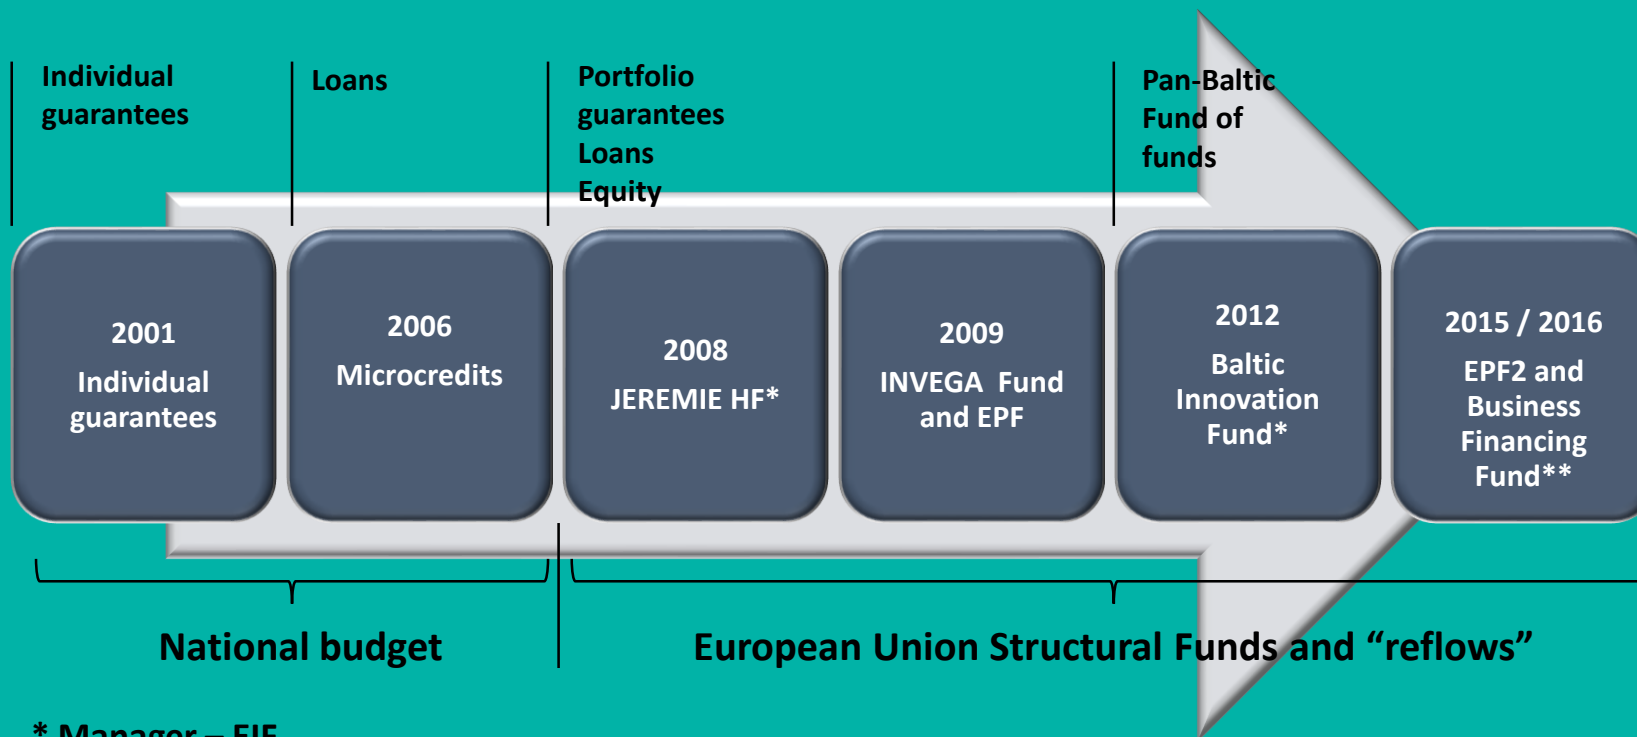 Individual
guarantees
Loans
Portfolio
guarantees
Loans
Equity
Pan-Baltic
Fund of
funds
2001
Individual
guarantees
2006
Microcredits
2008
JEREMIE HF*
2009
INVEGA Fund
and EPF
2012
Baltic
Innovation
Fund*
2015 / 2016
EPF2 and
Business
Financing
Fund**
National budget
European Union Structural Funds and “reflows”
* Manager – EIF